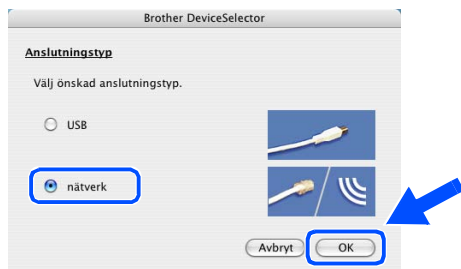 Brother DeviceSelector
Anslutningstyp
Välj önskad anslutningstyp.
USB
nätverk
Avbryt OK